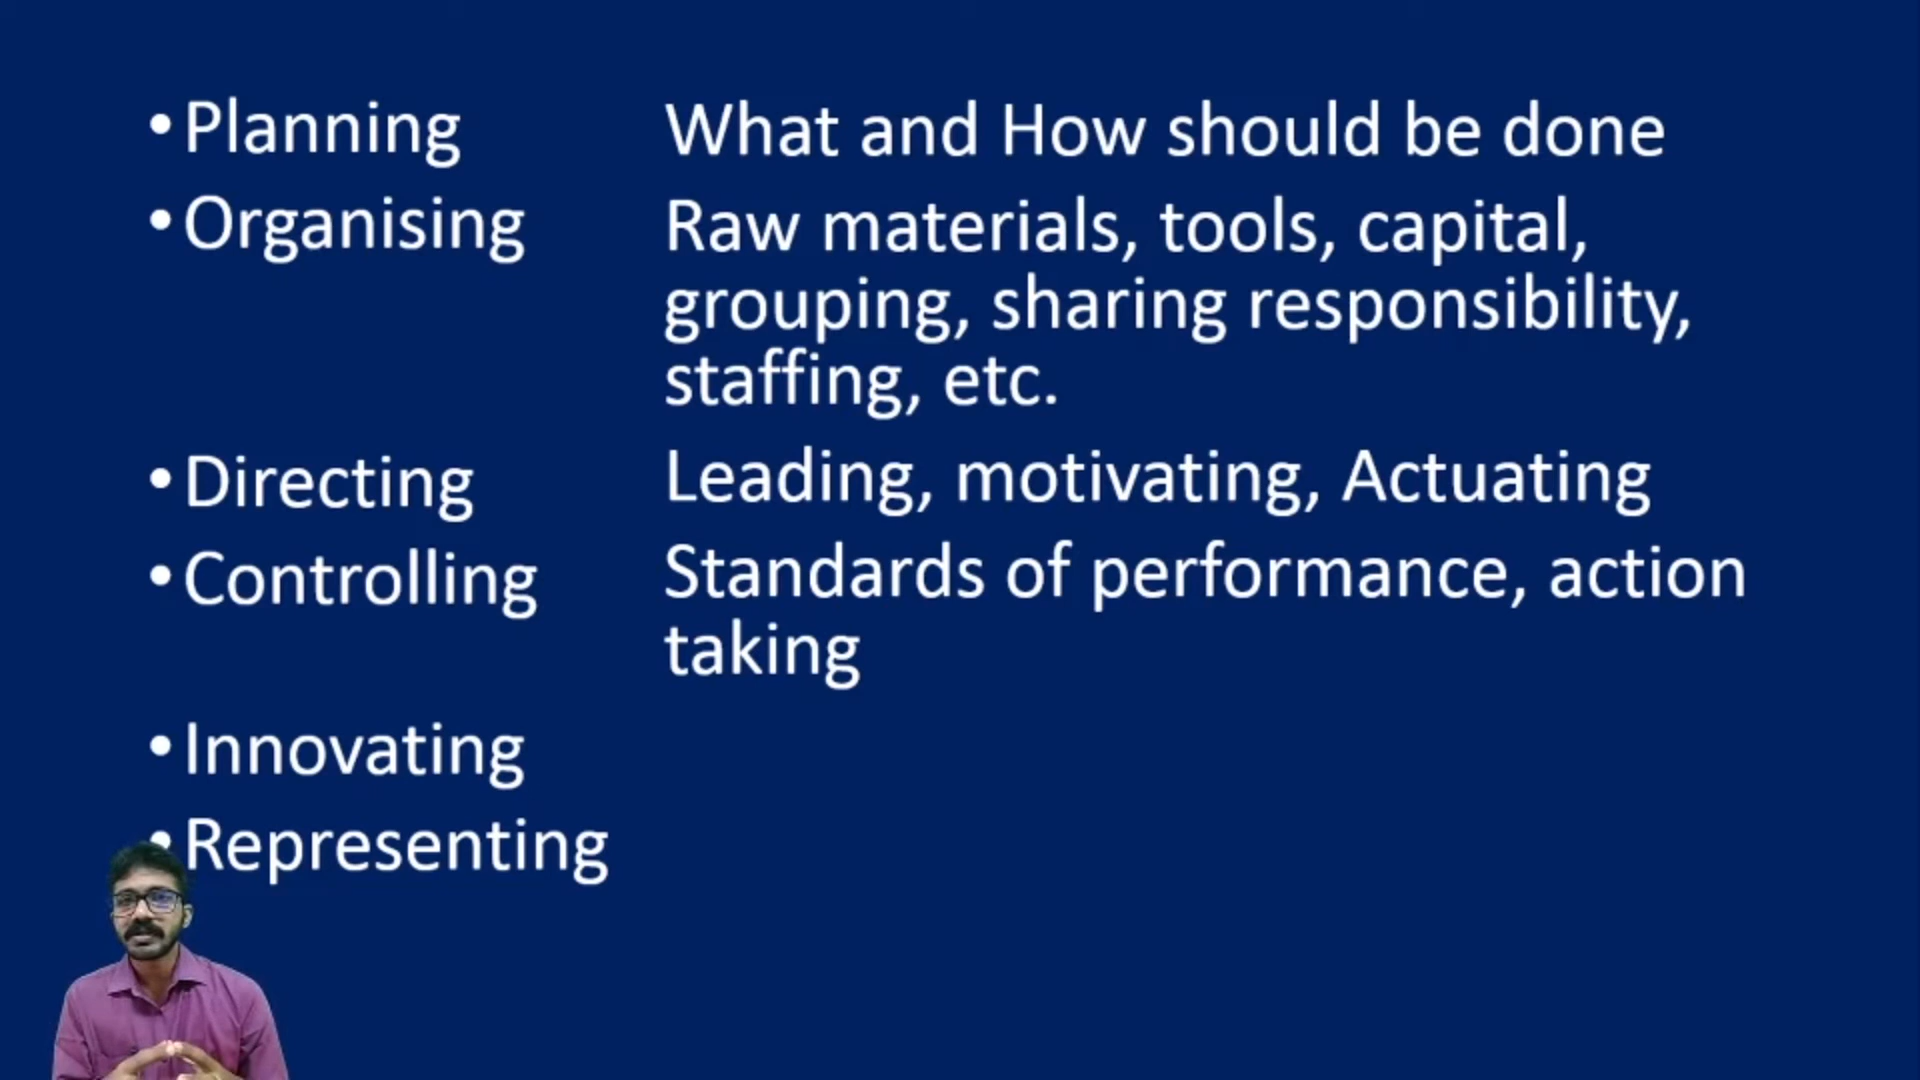 • Planning What and How should be done
• Organising Raw materials, tools, capital,
grouping, sharing responsibility,
staffing, etc.
• Directing Leading, motivating, Actuating
• Controlling Standards of performance, action
taking
• Innovating
• Representing